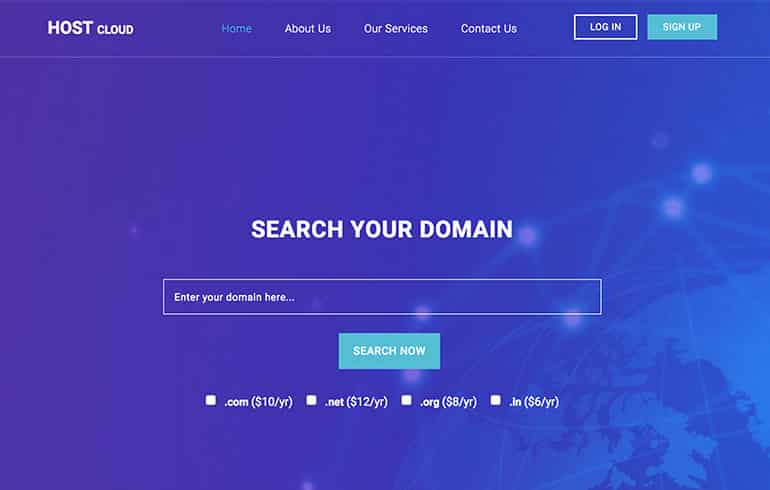 HOST CLOUD
Home About Us Our Services Contact Us
LOG IN SIGN UP
SEARCH YOUR DOMAIN
Enter your domain here...
SEARCH NOW
.com ($10/yr) .net ($12/yr) .org ($8/yr) .in ($6/yr)